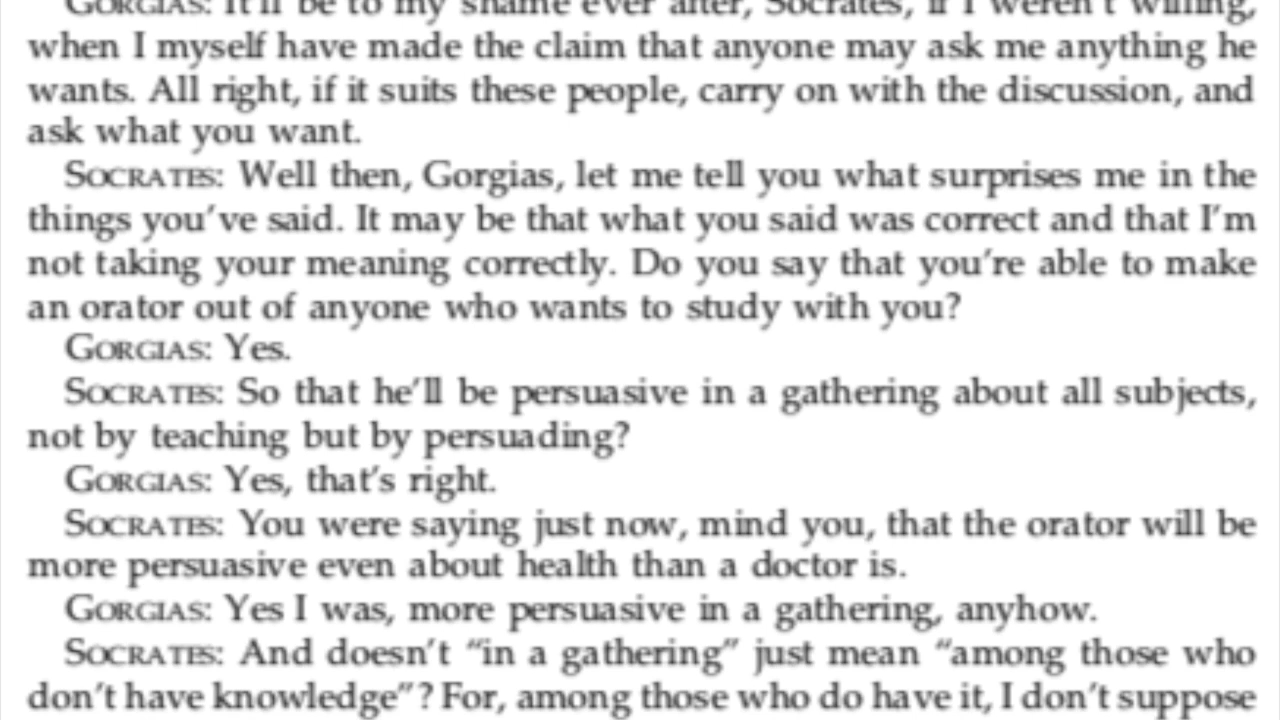 GORGIAS: It'll be to my shame ever after, Socrates, if I weren't willing,
when I myself have made the claim that anyone may ask me anything he
wants. All right, if it suits these people, carry on with the discussion, and
ask what you want.
SOCRATES: Well then, Gorgias, let me tell you what surprises me in the
things you've said. It may be that what you said was correct and that I'm
not taking your meaning correctly. Do you say that you're able to make
an orator out of anyone who wants to study with you?
GORGIAS: Yes.
SOCRATES: So that he'll be persuasive in a gathering about all subjects,
not by teaching but by persuading?
GORGIAS: Yes, that's right.
SOCRATES: You were saying just now, mind you, that the orator will be
more persuasive even about health than a doctor is.
GORGIAS: Yes I was, more persuasive in a gathering, anyhow.
SOCRATES: And doesn't “in a gathering” just mean “among those who
don't have knowledge”? For, among those who do have it, I don't suppose